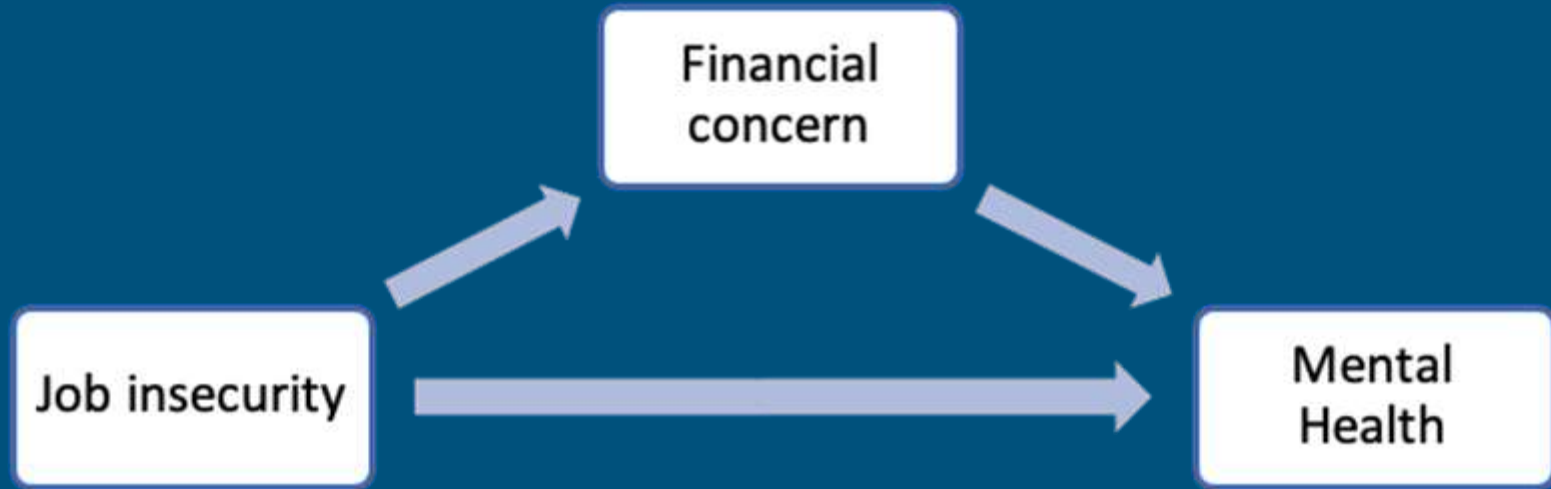 Financial
concern
Job insecurity
Mental
Health